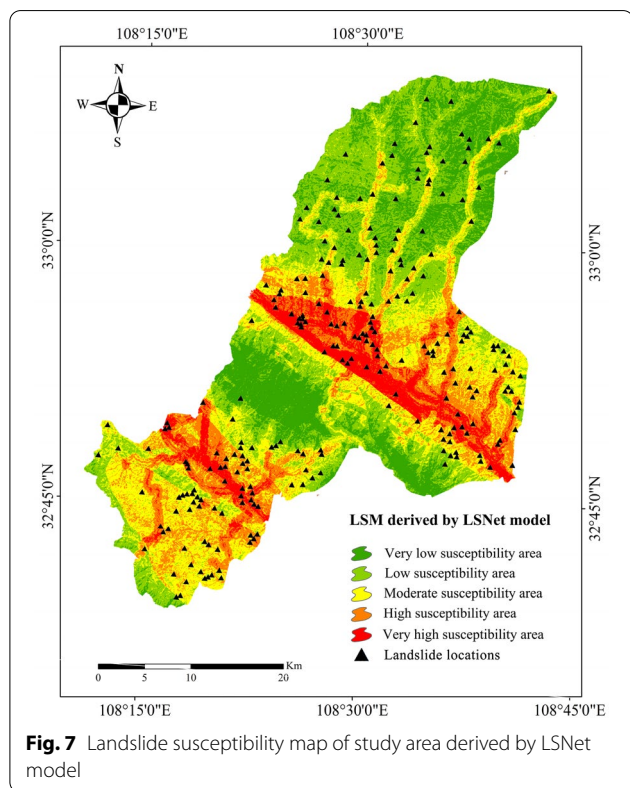 108°15'0"E 108°30'0"E
N
W E
S
33°0'0"N 33°0'0"N
32°45'0"N 32°45'0"N
LSM derived by LSNet model
Very low susceptibility area
Low susceptibility area
Moderate susceptibility area
High susceptibility area
Very high susceptibility area
Landslide locations
Km
0 5 10 20
108°15'0"E 108°30'0"E 108°45'0"E
Fig. 7 Landslide susceptibility map of study area derived by LSNet
model